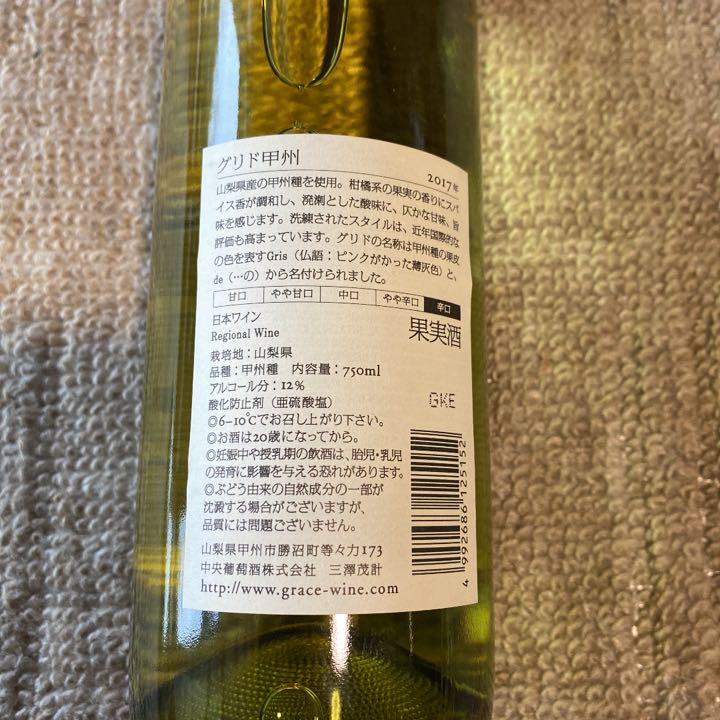 グリド甲州
2017年
山梨県産の甲州種を使用。柑橘系の果実の香りにスパ
イス香が調和し、溌溂とした酸味に、仄かな甘味、旨
味を感じます。洗練されたスタイルは、近年国際的な
評価も高まっています。グリドの名称は甲州種の果皮
の色を表すGris（仏語：ピンクがかった薄灰色）と、
de（…の）から名付けられました。
甘口 やや甘口 中口 やや辛口 辛口
日本ワイン
Regional Wine
果実酒
栽培地：山梨県
品種：甲州種 内容量：750ml
アルコール分：12％
酸化防止剤（亜硫酸塩）
GKE
◎6–10℃でお召し上がり下さい。
◎お酒は20歳になってから。
◎妊娠中や授乳期の飲酒は、胎児・乳児
の発育に影響を与える恐れがあります。
◎ぶどう由来の自然成分の一部が
沈澱する場合がございますが、
品質には問題ございません。
4992686125152
山梨県甲州市勝沼町等々力173
中央葡萄酒株式会社 三澤茂計
http://www.grace-wine.com